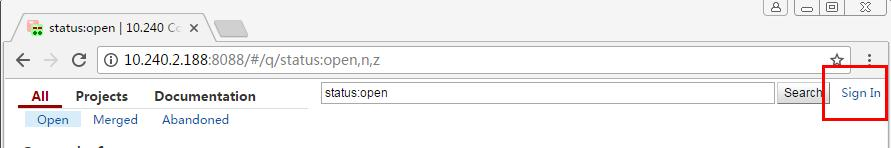 status:open | 10.240 Co
10.240.2.188:8088/#/q/status:open,n,z
All Projects Documentation status:open Search Sign In
Open Merged Abandoned